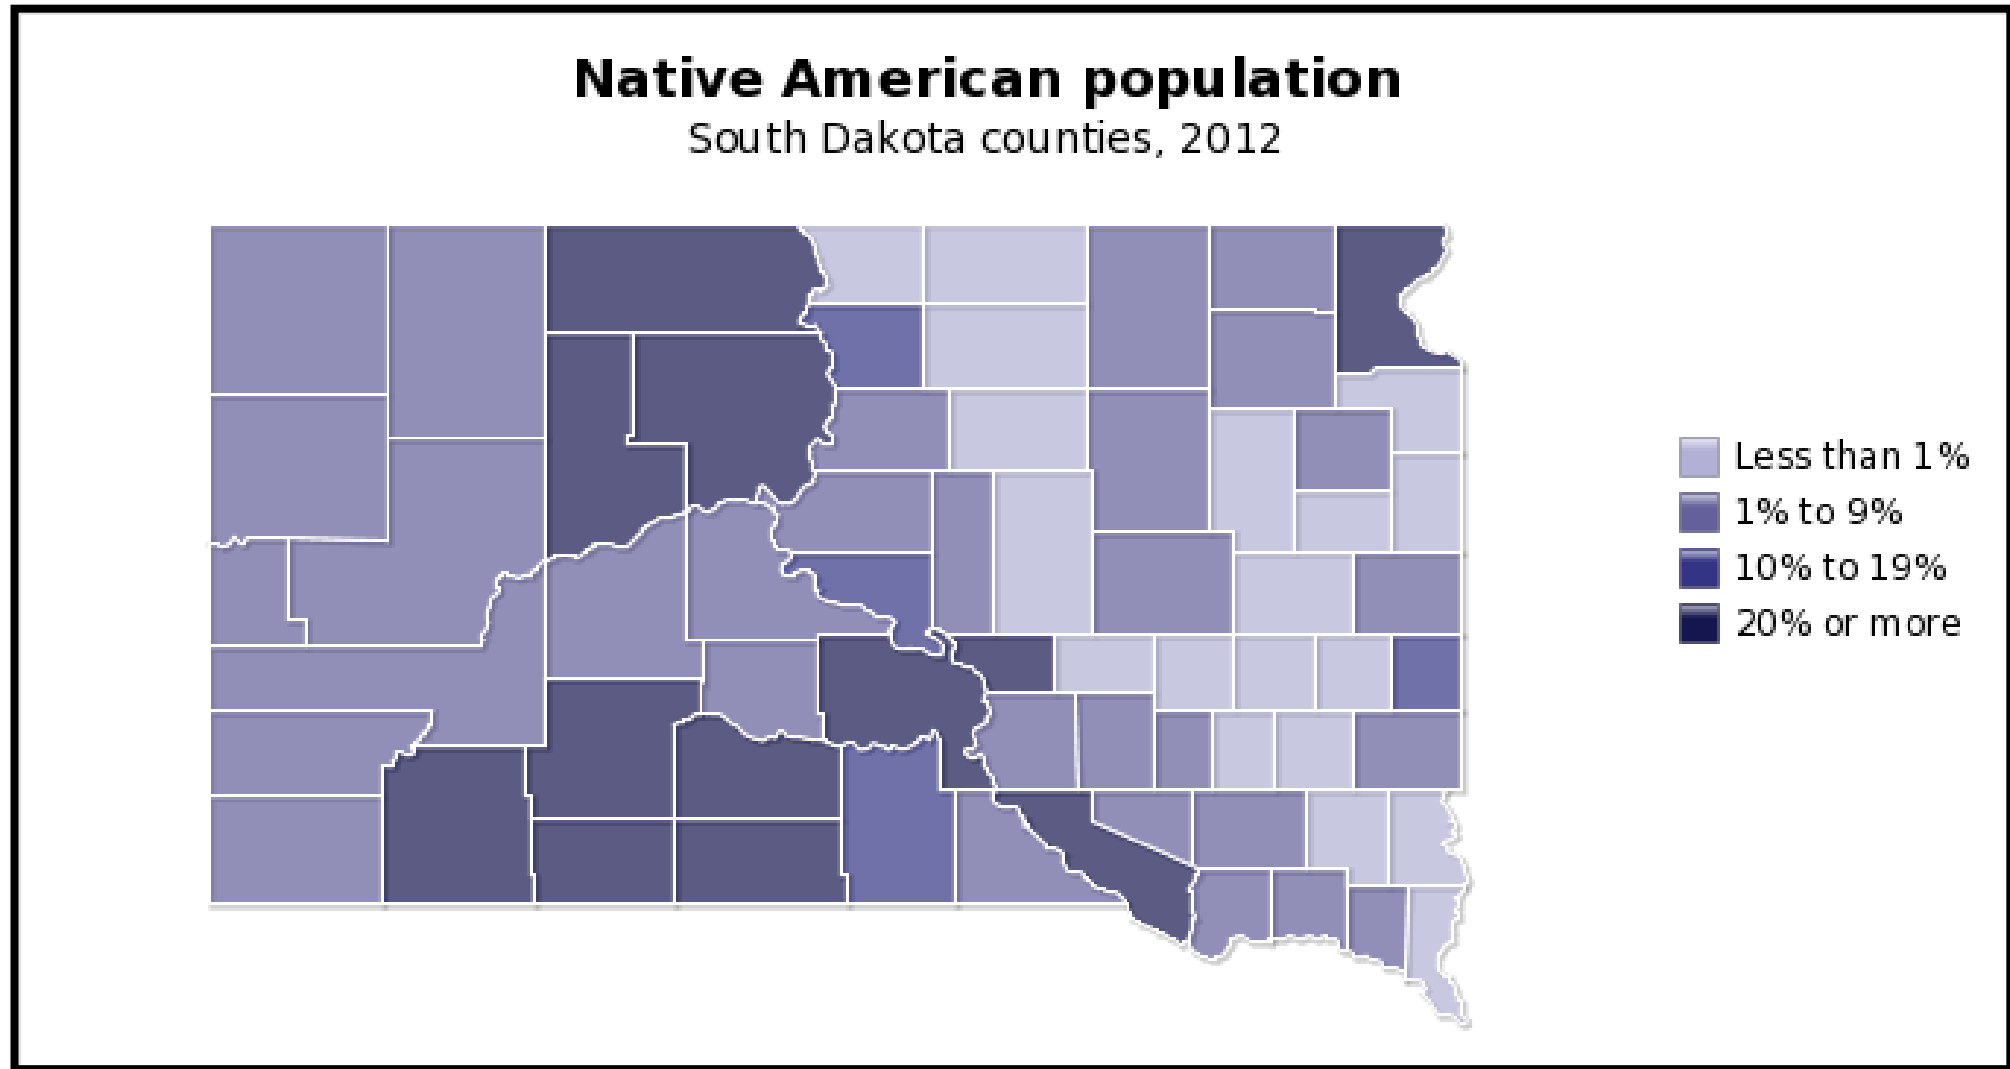 Native American population
South Dakota counties, 2012
Less than 1%
1% to 9%
10% to 19%
20% or more